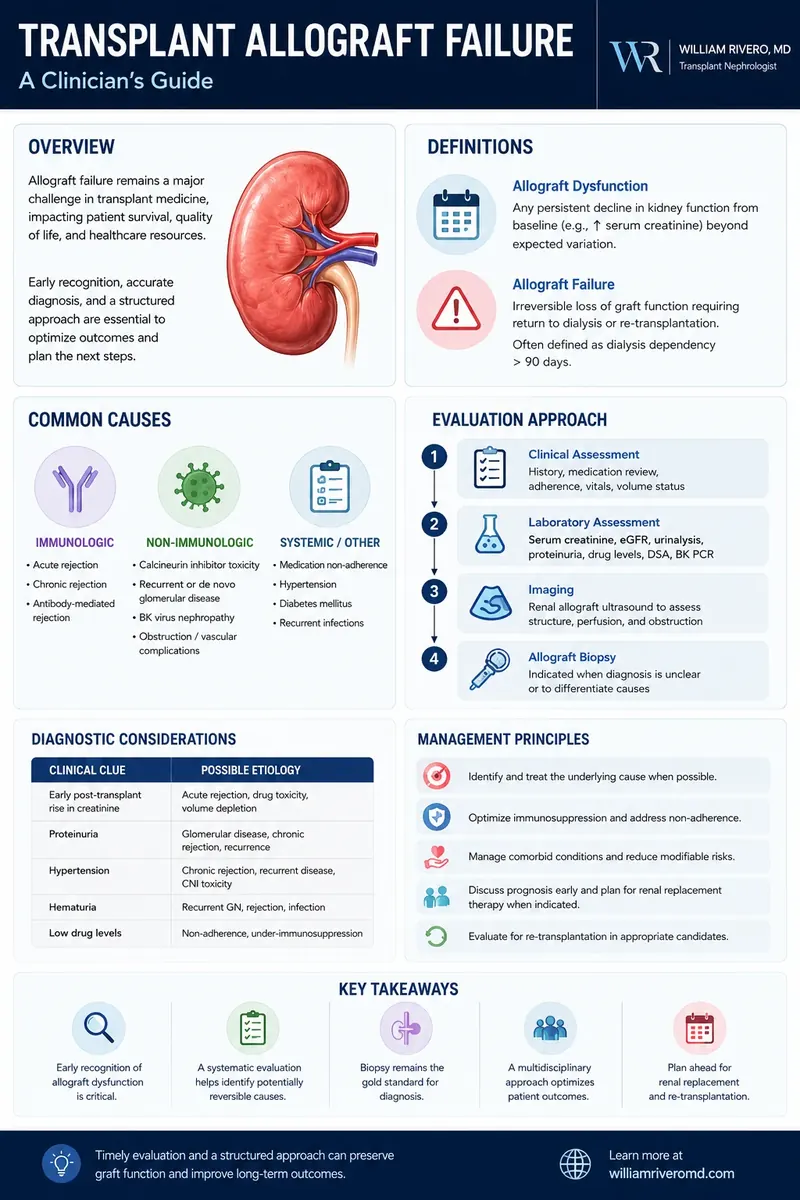 TRANSPLANT ALLOGRAFT FAILURE
A Clinician's Guide
WR
WILLIAM RIVERO, MD
Transplant Nephrologist
OVERVIEW
Allograft failure remains a major
challenge in transplant medicine,
impacting patient survival, quality
of life, and healthcare resources.
Early recognition, accurate
diagnosis, and a structured
approach are essential to
optimize outcomes and
plan the next steps.
DEFINITIONS
Allograft Dysfunction
Any persistent decline in kidney function from
baseline (e.g., ↑ serum creatinine) beyond
expected variation.
Allograft Failure
Irreversible loss of graft function requiring
return to dialysis or re-transplantation.
Often defined as dialysis dependency
> 90 days.
COMMON CAUSES
IMMUNOLOGIC
• Acute rejection
• Chronic rejection
• Antibody-mediated
rejection
NON-IMMUNOLOGIC
• Calcineurin inhibitor toxicity
• Recurrent or de novo
glomerular disease
• BK virus nephropathy
• Obstruction / vascular
complications
SYSTEMIC / OTHER
• Medication non-adherence
• Hypertension
• Diabetes mellitus
• Recurrent infections
EVALUATION APPROACH
1
Clinical Assessment
History, medication review,
adherence, vitals, volume status
2
Laboratory Assessment
Serum creatinine, eGFR, urinalysis,
proteinuria, drug levels, DSA, BK PCR
3
Imaging
Renal allograft ultrasound to assess
structure, perfusion, and obstruction
4
Allograft Biopsy
Indicated when diagnosis is unclear
or to differentiate causes
DIAGNOSTIC CONSIDERATIONS
CLINICAL CLUE
POSSIBLE ETIOLOGY
Early post-transplant
rise in creatinine
Acute rejection, drug toxicity,
volume depletion
Proteinuria
Glomerular disease, chronic
rejection, recurrence
Hypertension
Chronic rejection, recurrent disease,
CNI toxicity
Hematuria
Recurrent GN, rejection, infection
Low drug levels
Non-adherence, under-immunosuppression
MANAGEMENT PRINCIPLES
Identify and treat the underlying cause when possible.
Optimize immunosuppression and address non-adherence.
Manage comorbid conditions and reduce modifiable risks.
Discuss prognosis early and plan for renal replacement
therapy when indicated.
Evaluate for re-transplantation in appropriate candidates.
KEY TAKEAWAYS
Early recognition of
allograft dysfunction
is critical.
A systematic evaluation
helps identify potentially
reversible causes.
Biopsy remains the
gold standard for
diagnosis.
A multidisciplinary
approach optimizes
patient outcomes.
Plan ahead for
renal replacement
and re-transplantation.
Timely evaluation and a structured approach can preserve
graft function and improve long-term outcomes.
Learn more at
williamriveromd.com